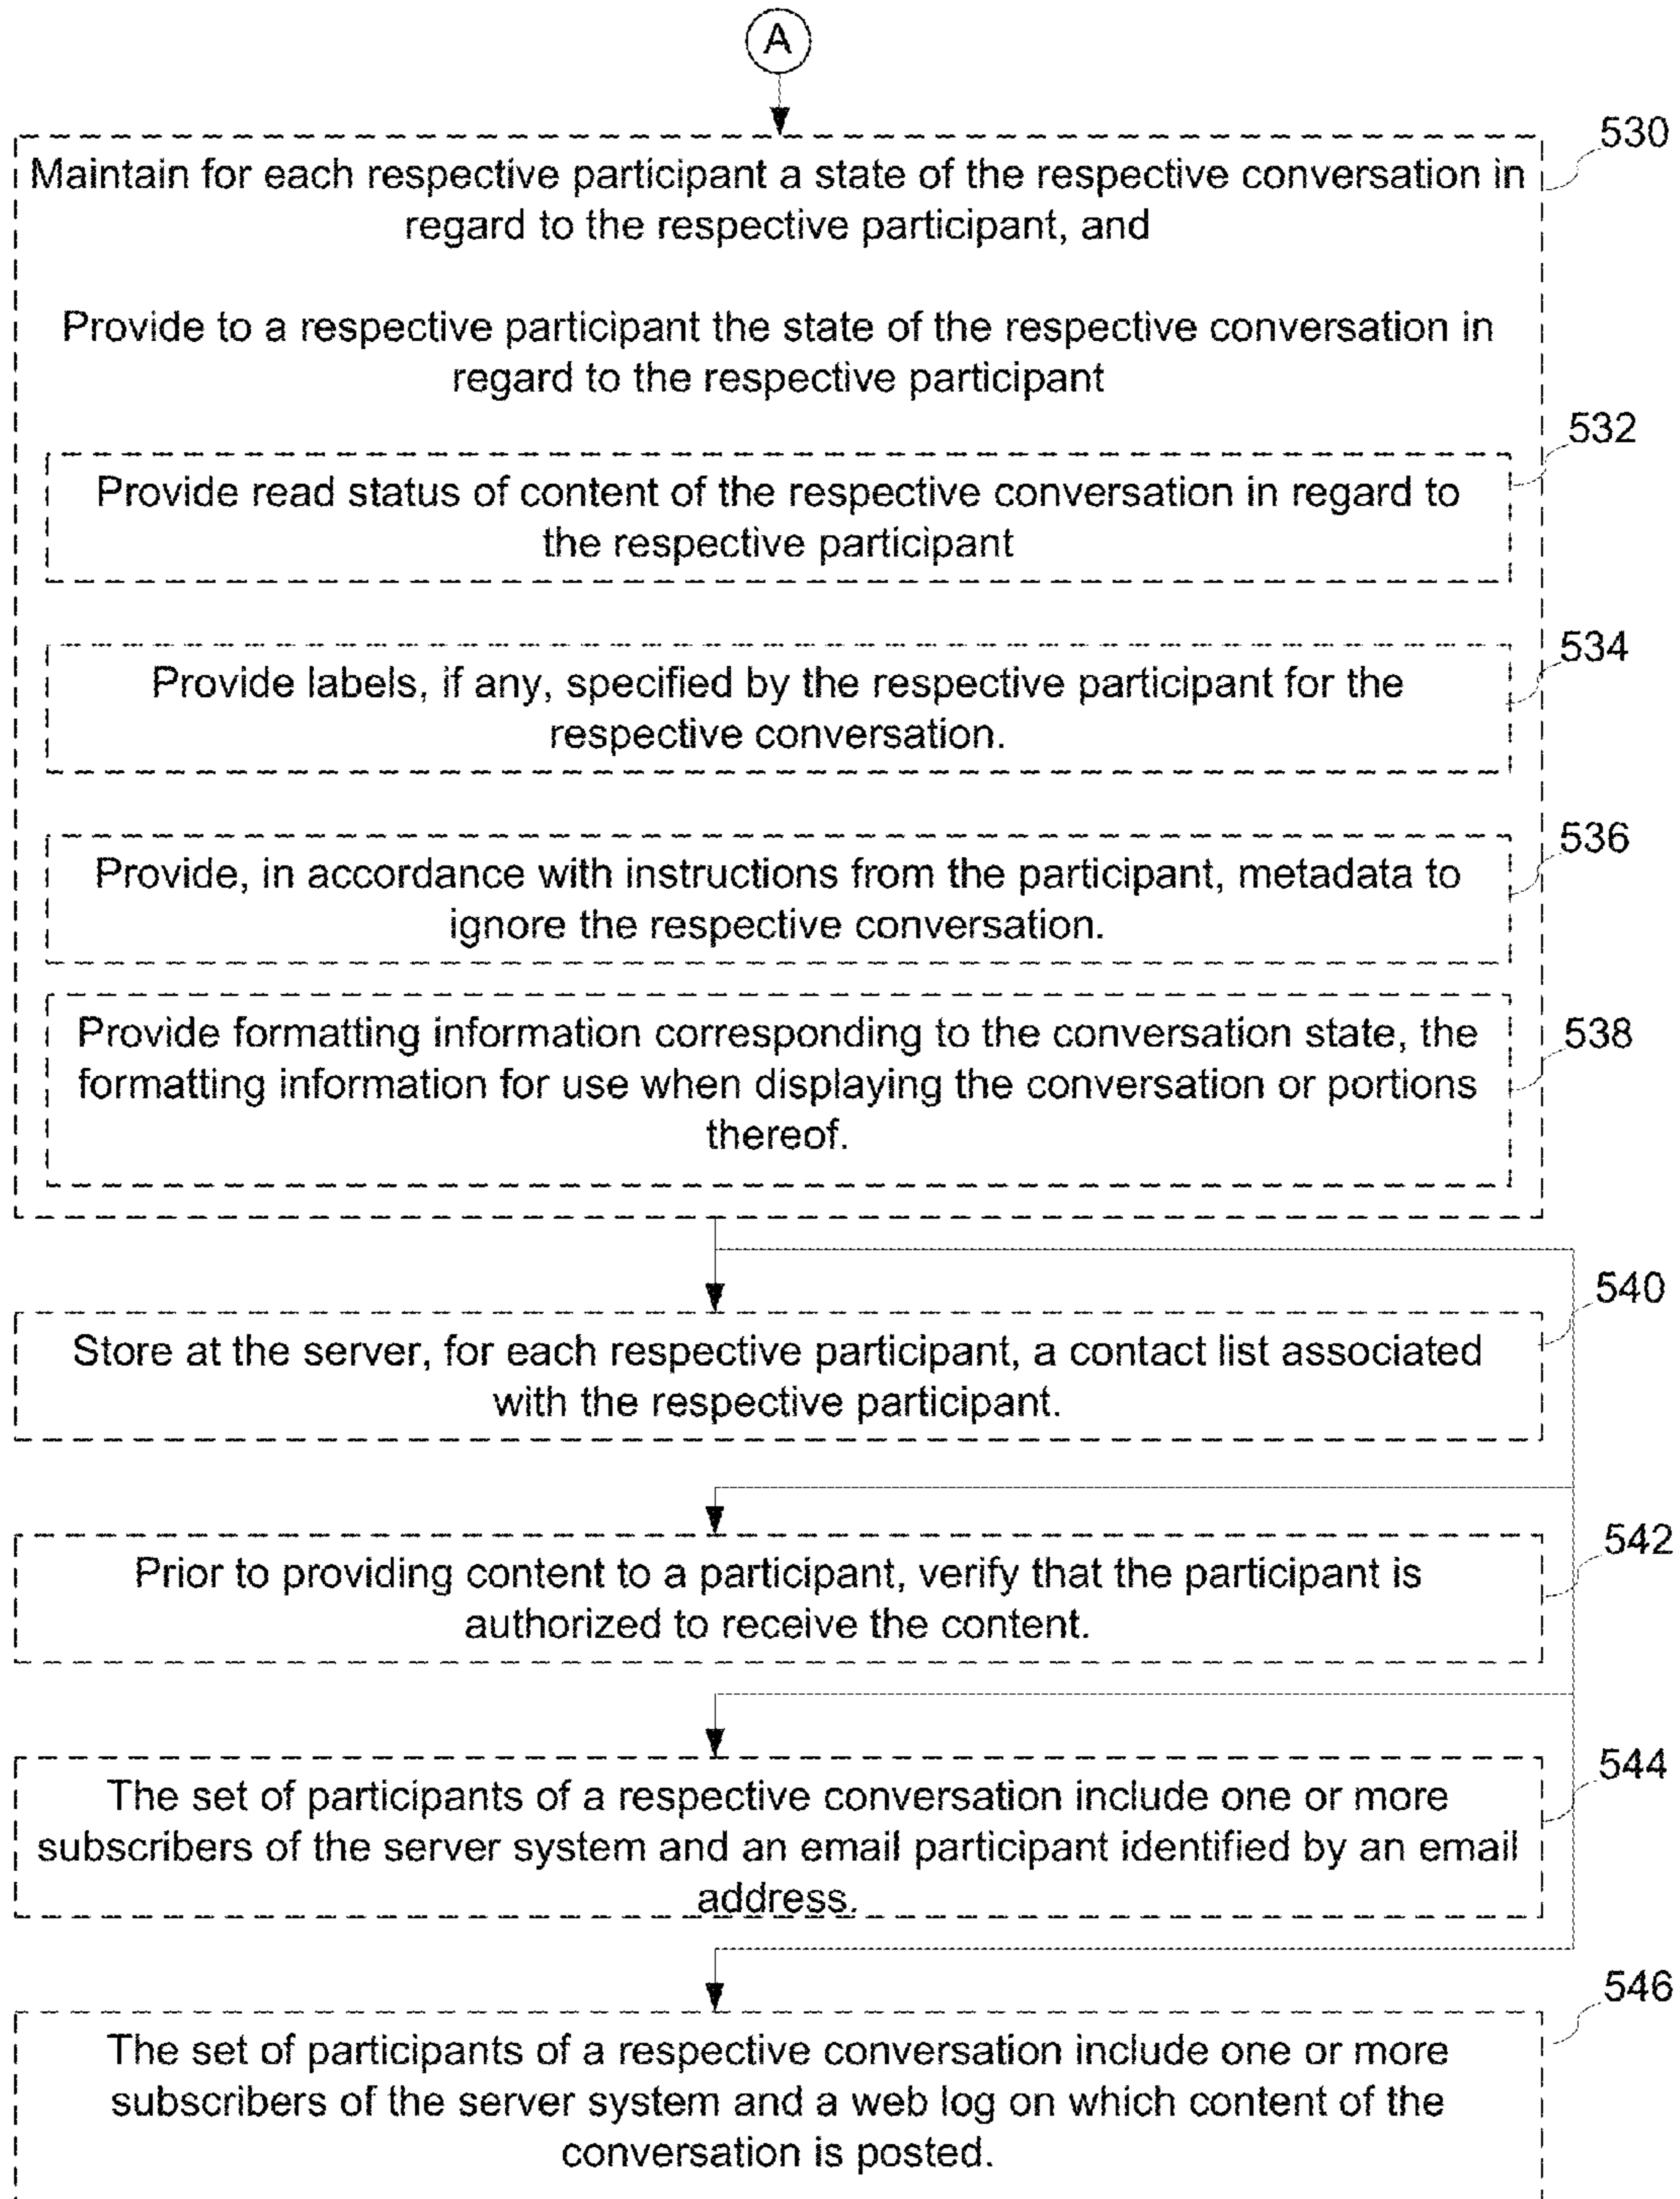 A
530
Maintain for each respective participant a state of the respective conversation in
regard to the respective participant, and
Provide to a respective participant the state of the respective conversation in
regard to the respective participant
532
Provide read status of content of the respective conversation in regard to
the respective participant
534
Provide labels, if any, specified by the respective participant for the
respective conversation.
536
Provide, in accordance with instructions from the participant, metadata to
ignore the respective conversation.
538
Provide formatting information corresponding to the conversation state, the
formatting information for use when displaying the conversation or portions
thereof.
540
Store at the server, for each respective participant, a contact list associated
with the respective participant.
542
Prior to providing content to a participant, verify that the participant is
authorized to receive the content.
544
The set of participants of a respective conversation include one or more
subscribers of the server system and an email participant identified by an email
address.
546
The set of participants of a respective conversation include one or more
subscribers of the server system and a web log on which content of the
conversation is posted.